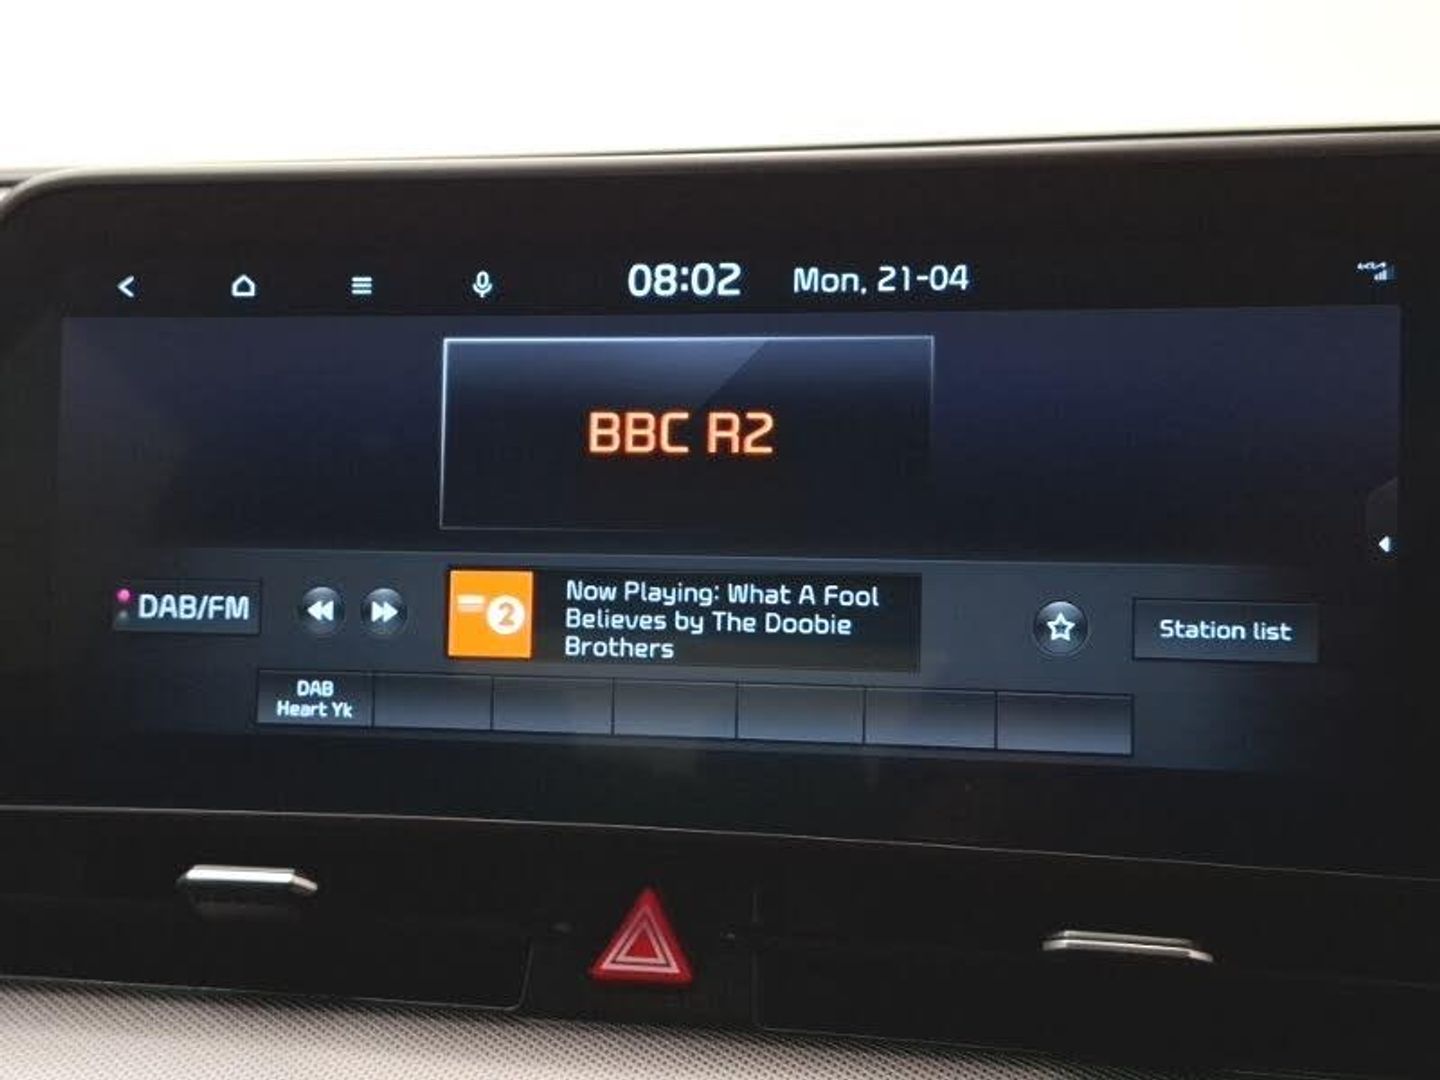 08:02 Mon, 21-04
BBC R2
DAB/FM
2
Now Playing: What A Fool
Believes by The Doobie
Brothers
Station list
DAB
Heart Yk